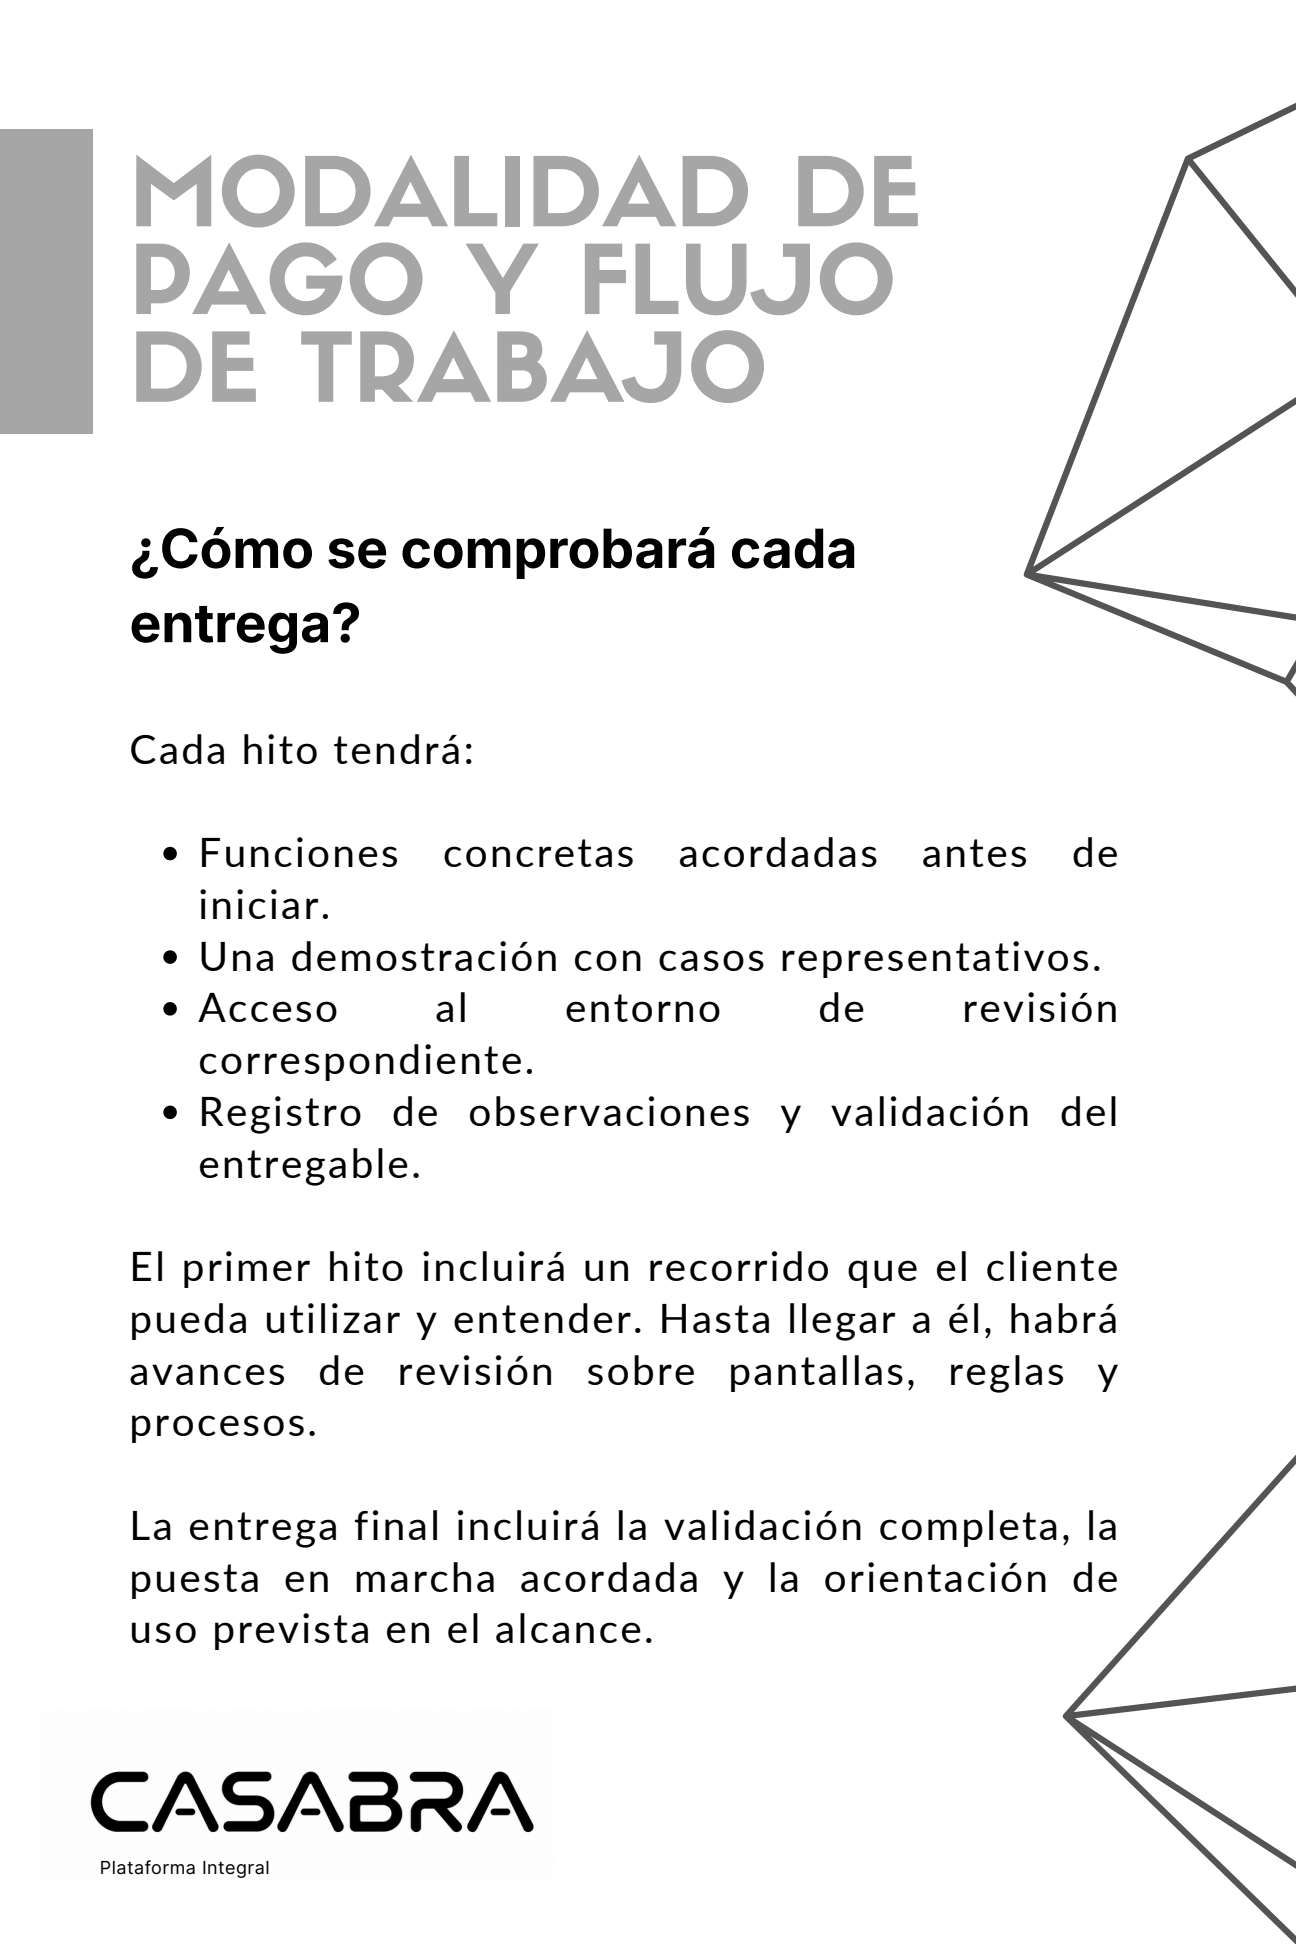 MODALIDAD DE
PAGO Y FLUJO
DE TRABAJO
¿Cómo se comprobará cada
entrega?
Cada hito tendrá:
• Funciones concretas acordadas antes de
iniciar.
• Una demostración con casos representativos.
• Acceso al entorno de revisión
correspondiente.
• Registro de observaciones y validación del
entregable.
El primer hito incluirá un recorrido que el cliente
pueda utilizar y entender. Hasta llegar a él, habrá
avances de revisión sobre pantallas, reglas y
procesos.
La entrega final incluirá la validación completa, la
puesta en marcha acordada y la orientación de
uso prevista en el alcance.
CASABRA
Plataforma Integral